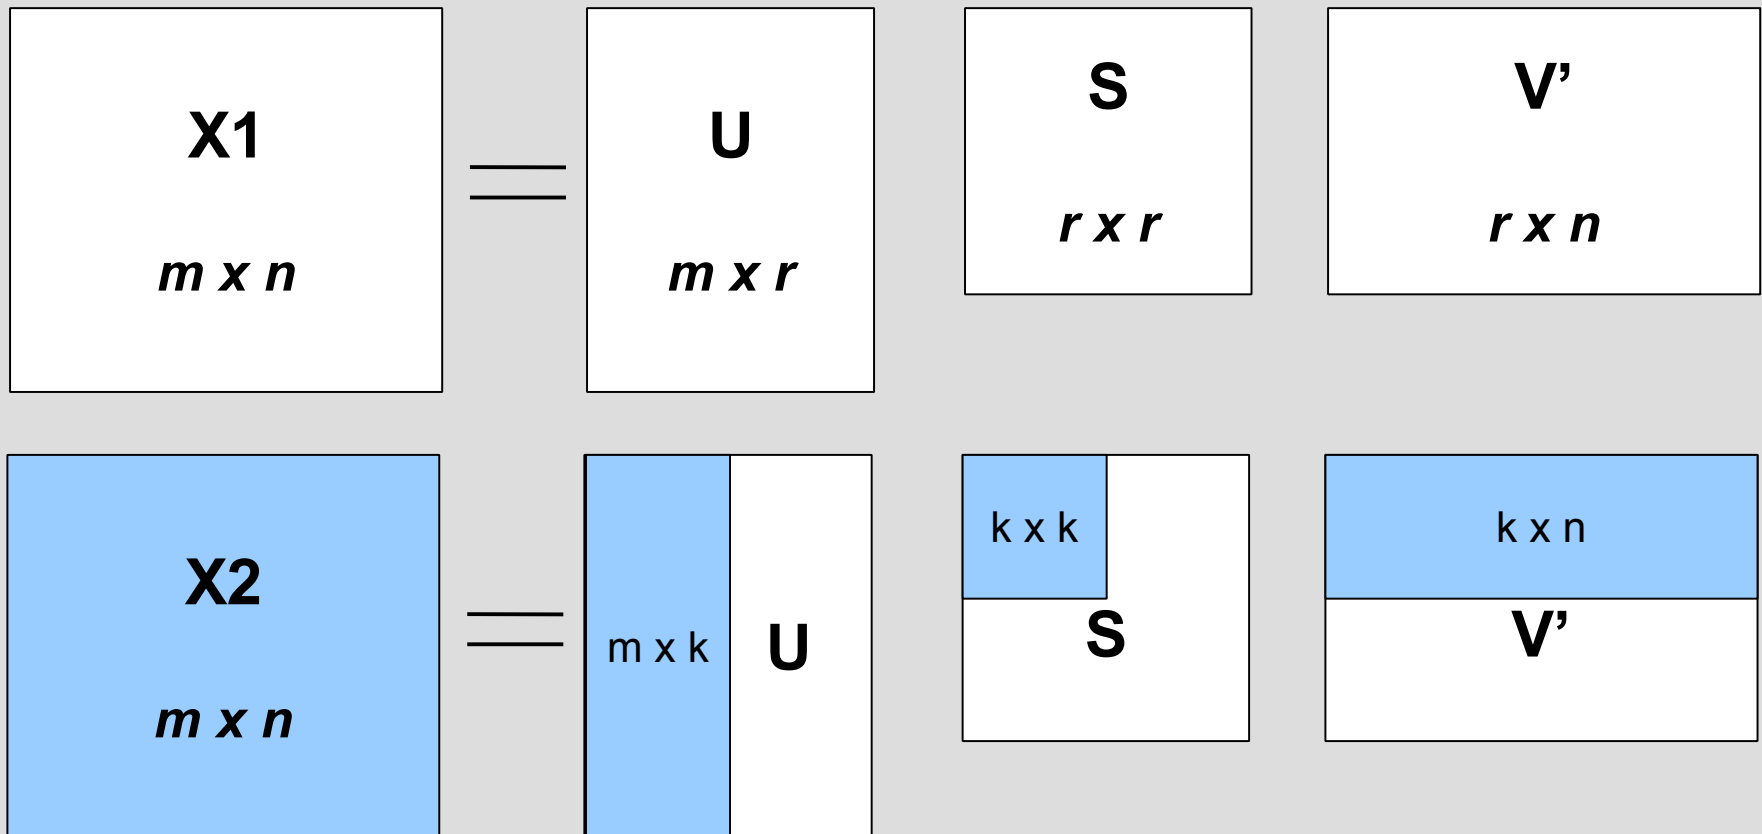 X1
m x n
U
m x r
S
r x r
V’
r x n
X2
m x n
m x k
U
k x k
S
k x n
V’